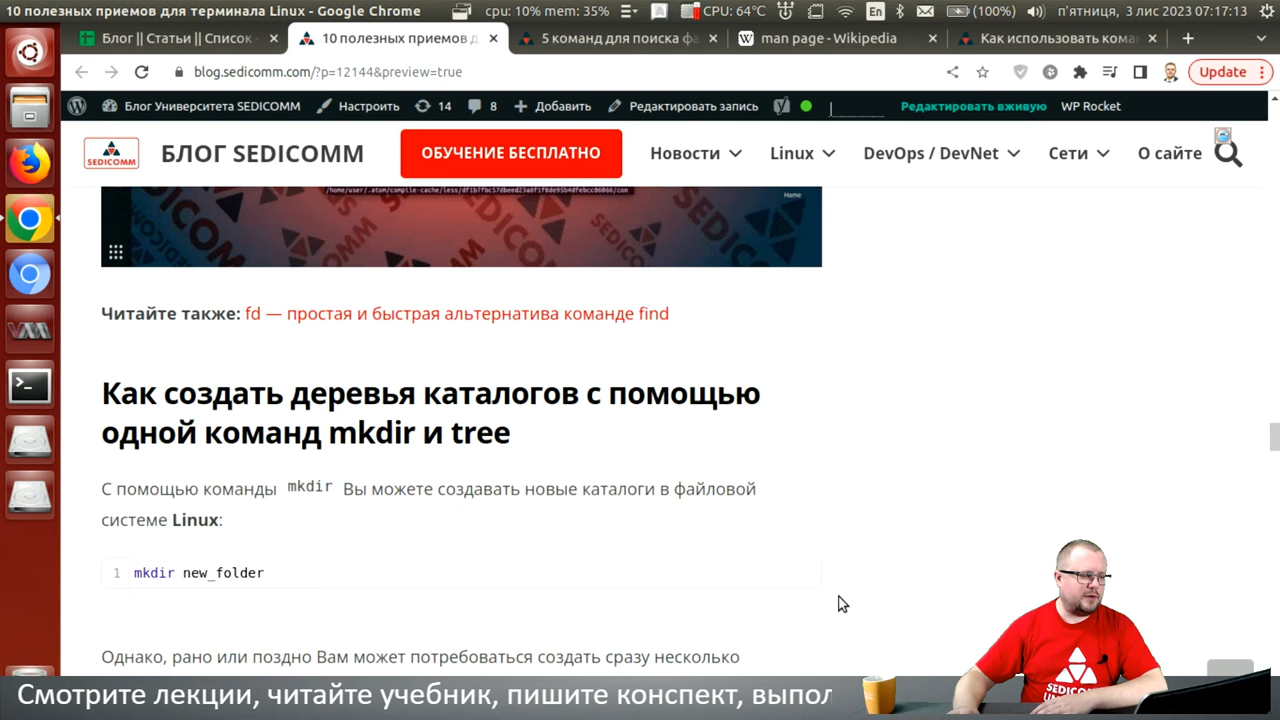 10 полезных приемов для терминала Linux - Google Chrome
cpu: 10% mem: 35%
CPU: 64°C
En
(100%)
п'ятниця, 3 лис 2023 07:17:13
Блог || Статьи || Список -
10 полезных приемов д
5 команд для поиска фа
man page - Wikipedia
Как использовать кома
blog.sedicomm.com/?p=12144&preview=true
Update
Блог Университета SEDICOMM
Настроить
14
8
Добавить
Редактировать запись
Редактировать вживую
WP Rocket
SEDICOMM
БЛОГ SEDICOMM
ОБУЧЕНИЕ БЕСПЛАТНО
Новости
Linux
DevOps / DevNet
Сети
О сайте
Home
SEDICOMM
Читайте также: fd — простая и быстрая альтернатива команде find
Как создать деревья каталогов с помощью
одной команд mkdir и tree
С помощью команды mkdir Вы можете создавать новые каталоги в файловой
системе Linux:
1 mkdir new_folder
Однако, рано или поздно Вам может потребоваться создать сразу несколько
SEDICOMM
Смотрите лекции, читайте учебник, пишите конспект, выпол